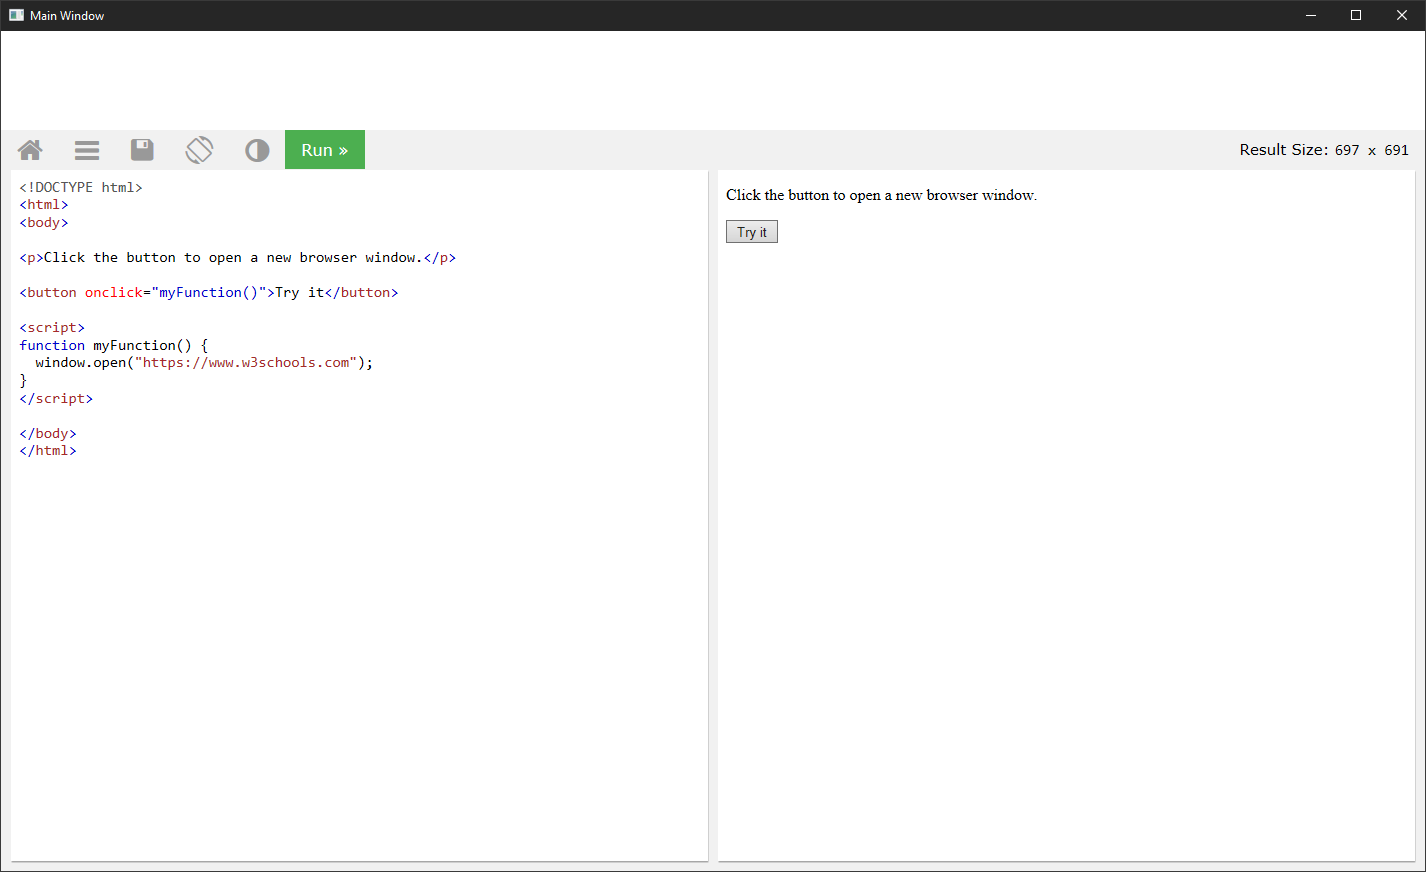 Main Window
Run »
Result Size: 697 x 691
<!DOCTYPE html>
<html>
<body>
<p>Click the button to open a new browser window.</p>
<button onclick="myFunction()">Try it</button>
<script>
function myFunction() {
  window.open("https://www.w3schools.com");
}
</script>
</body>
</html>
Click the button to open a new browser window.
Try it